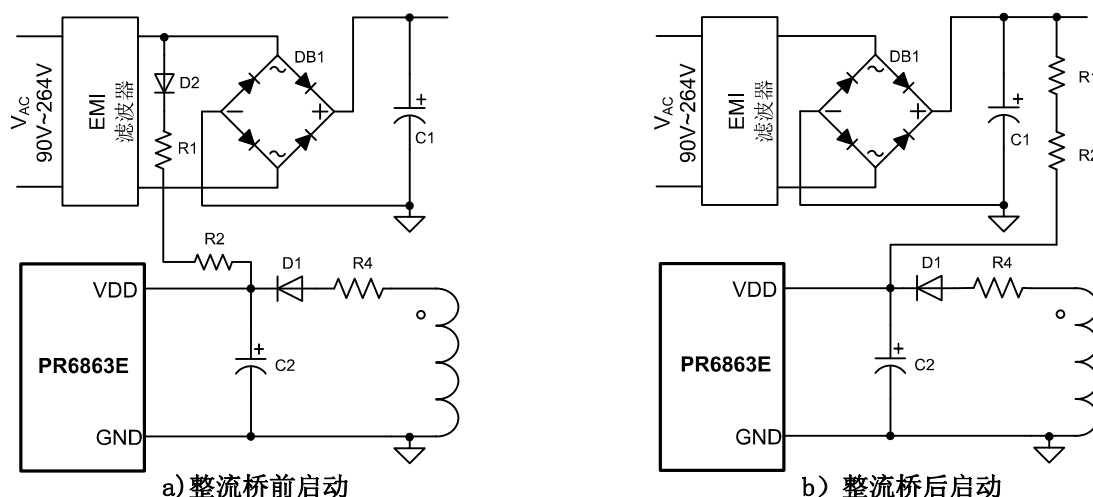 VAC
90V~264V
EMI
滤波器
D2
R1
DB1
+
C1
R2
D1
R4
VDD
PR6863E
+
C2
GND
a)整流桥前启动
VAC
90V~264V
EMI
滤波器
DB1
+
C1
R1
R2
D1
R4
VDD
PR6863E
+
C2
GND
b) 整流桥后启动